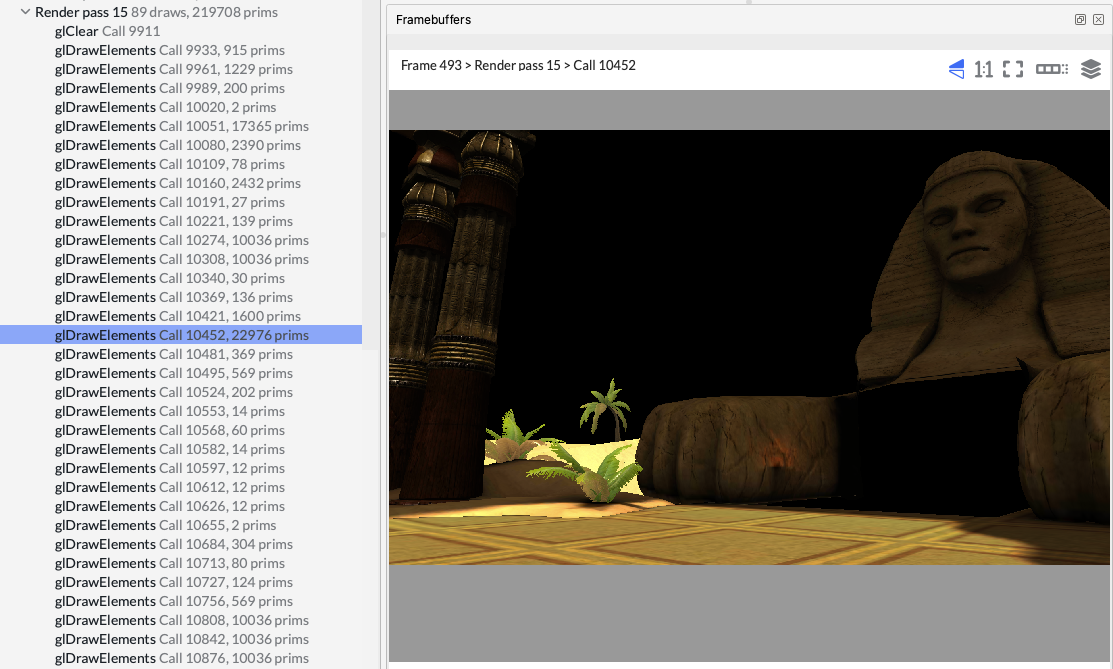 Render pass 15 89 draws, 219708 prims
glClear Call 9911
glDrawElements Call 9933, 915 prims
glDrawElements Call 9961, 1229 prims
glDrawElements Call 9989, 200 prims
glDrawElements Call 10020, 2 prims
glDrawElements Call 10051, 17365 prims
glDrawElements Call 10080, 2390 prims
glDrawElements Call 10109, 78 prims
glDrawElements Call 10160, 2432 prims
glDrawElements Call 10191, 27 prims
glDrawElements Call 10221, 139 prims
glDrawElements Call 10274, 10036 prims
glDrawElements Call 10308, 10036 prims
glDrawElements Call 10340, 30 prims
glDrawElements Call 10369, 136 prims
glDrawElements Call 10421, 1600 prims
glDrawElements Call 10452, 22976 prims
glDrawElements Call 10481, 369 prims
glDrawElements Call 10495, 569 prims
glDrawElements Call 10524, 202 prims
glDrawElements Call 10553, 14 prims
glDrawElements Call 10568, 60 prims
glDrawElements Call 10582, 14 prims
glDrawElements Call 10597, 12 prims
glDrawElements Call 10612, 12 prims
glDrawElements Call 10626, 12 prims
glDrawElements Call 10655, 2 prims
glDrawElements Call 10684, 304 prims
glDrawElements Call 10713, 80 prims
glDrawElements Call 10727, 124 prims
glDrawElements Call 10756, 569 prims
glDrawElements Call 10808, 10036 prims
glDrawElements Call 10842, 10036 prims
glDrawElements Call 10876, 10036 prims
Framebuffers
Frame 493 > Render pass 15 > Call 10452
1:1